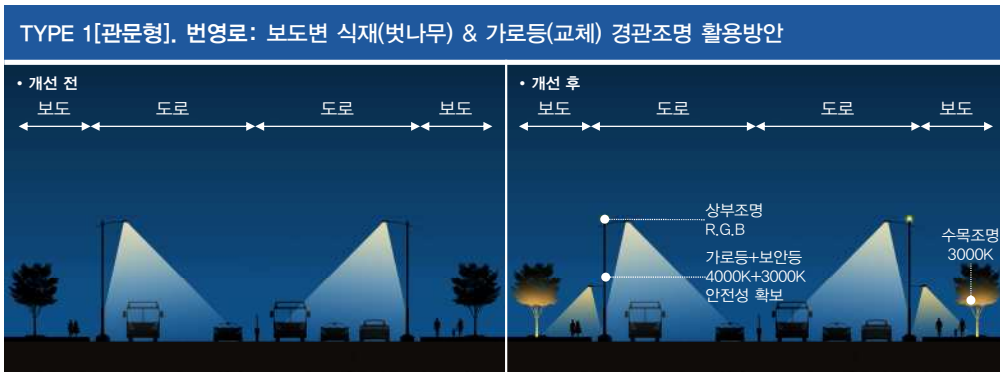 TYPE 1[관문형]. 번영로: 보도변 식재(벚나무) & 가로등(교체) 경관조명 활용방안
• 개선 전
보도 도로 도로 보도
• 개선 후
보도 도로 도로 보도
상부조명
R.G.B
가로등+보안등
4000K+3000K
안전성 확보
수목조명
3000K